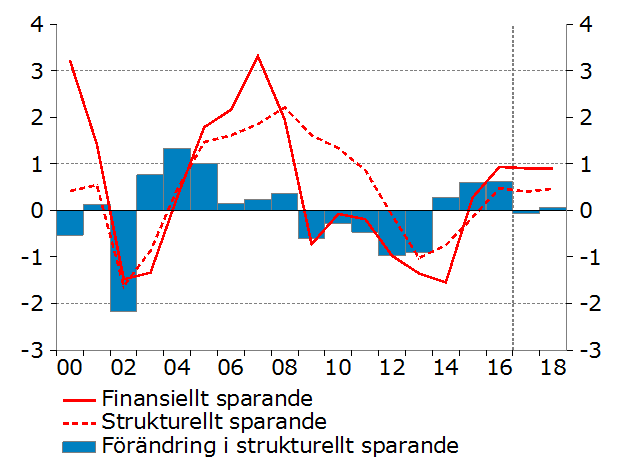 4 4
3 3
2 2
1 1
0 0
-1 -1
-2 -2
-3 -3
00 02 04 06 08 10 12 14 16 18
Finansiellt sparande
Strukturellt sparande
Förändring i strukturellt sparande